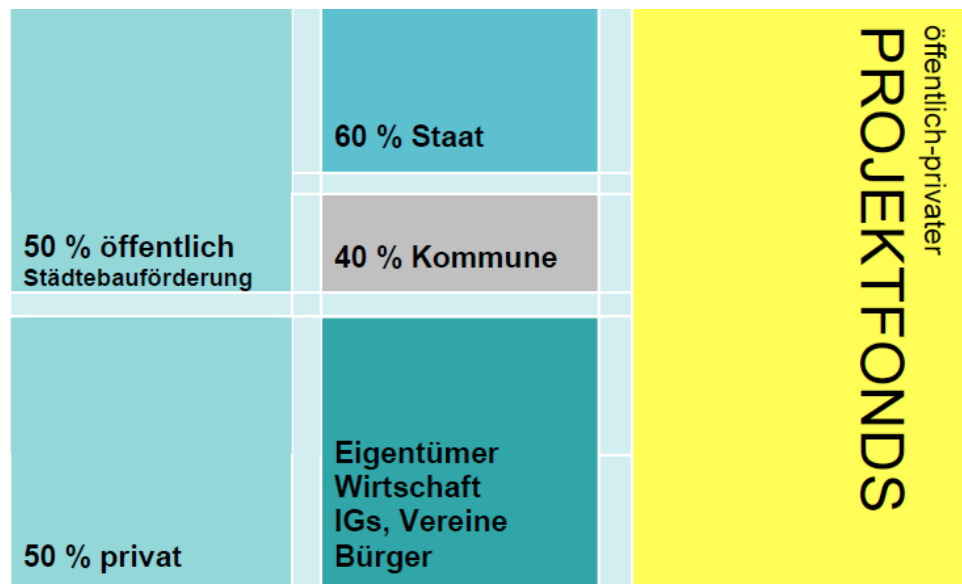 50 % öffentlich
Städtebauförderung
50 % privat
60 % Staat
40 % Kommune
Eigentümer
Wirtschaft
IGs, Vereine
Bürger
öffentlich-privater
PROJEKTFONDS